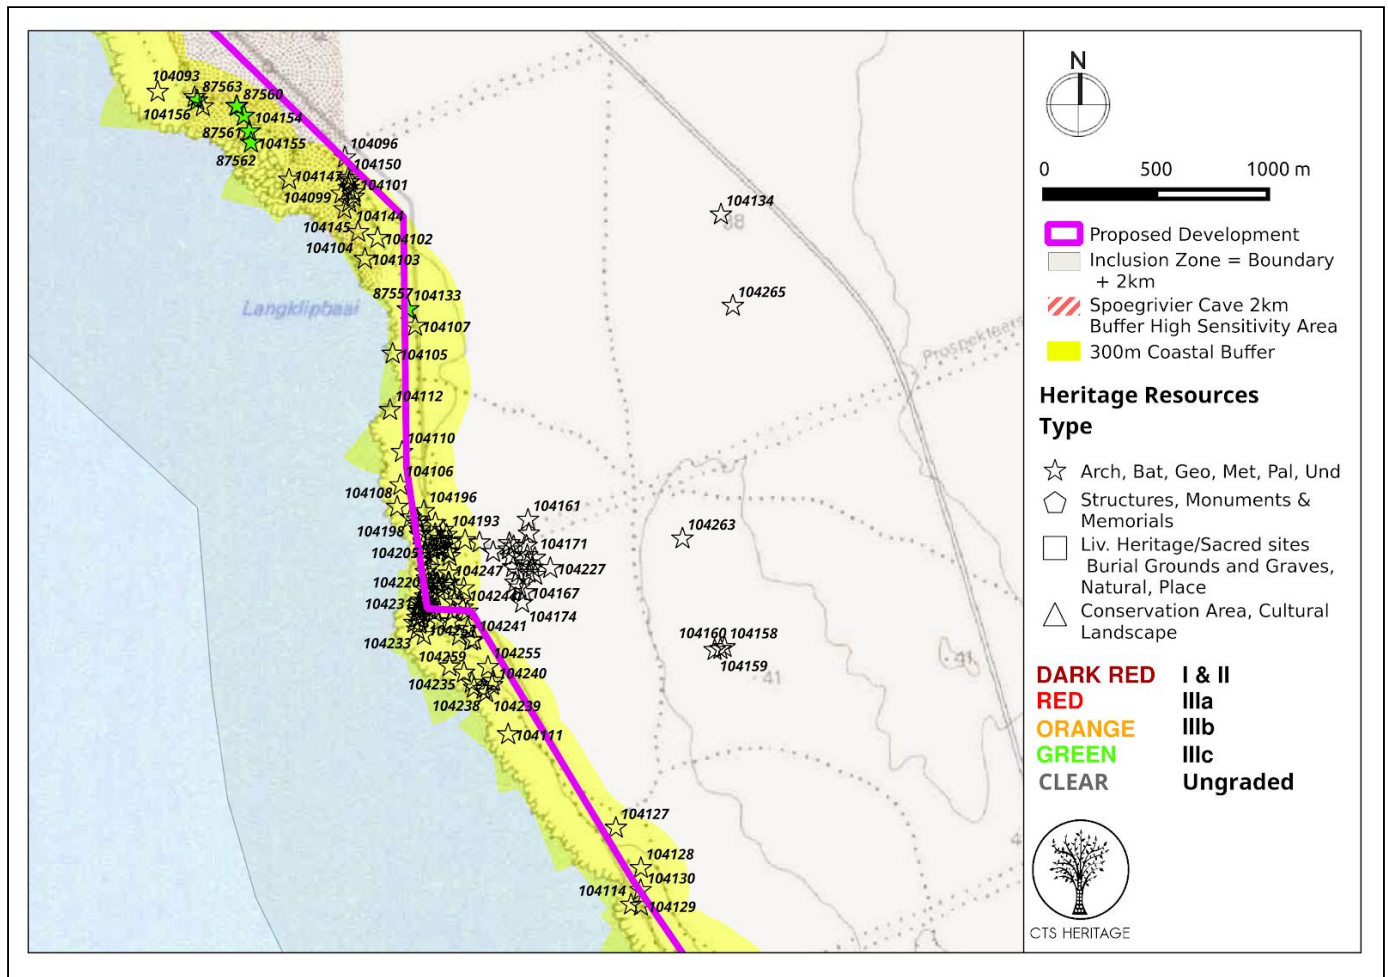 104093
87563
87560
104156
104154
87561
104155
87562
104096
104150
104147
104101
104099
104144
104145
104102
104104
104103
104134
38
104265
Langklipbaai
87557
104133
104107
104105
Prospekteers
104112
104110
104106
104108
104196
104161
104198
104193
104263
104205
104171
104247
104227
104220
104167
104231
104174
104241
104233
104160
104158
104259
104255
104159
104235
104240
41
41
104238
104239
104111
104127
104128
104114
104130
104129
N
0 500 1000 m
Proposed Development
Inclusion Zone = Boundary
+ 2km
Spoegrivier Cave 2km
Buffer High Sensitivity Area
300m Coastal Buffer
Heritage Resources
Type
Arch, Bat, Geo, Met, Pal, Und
Structures, Monuments &
Memorials
Liv. Heritage/Sacred sites
Burial Grounds and Graves,
Natural, Place
Conservation Area, Cultural
Landscape
DARK RED I & II
RED IIIa
ORANGE IIIb
GREEN IIIc
CLEAR Ungraded
CTS HERITAGE